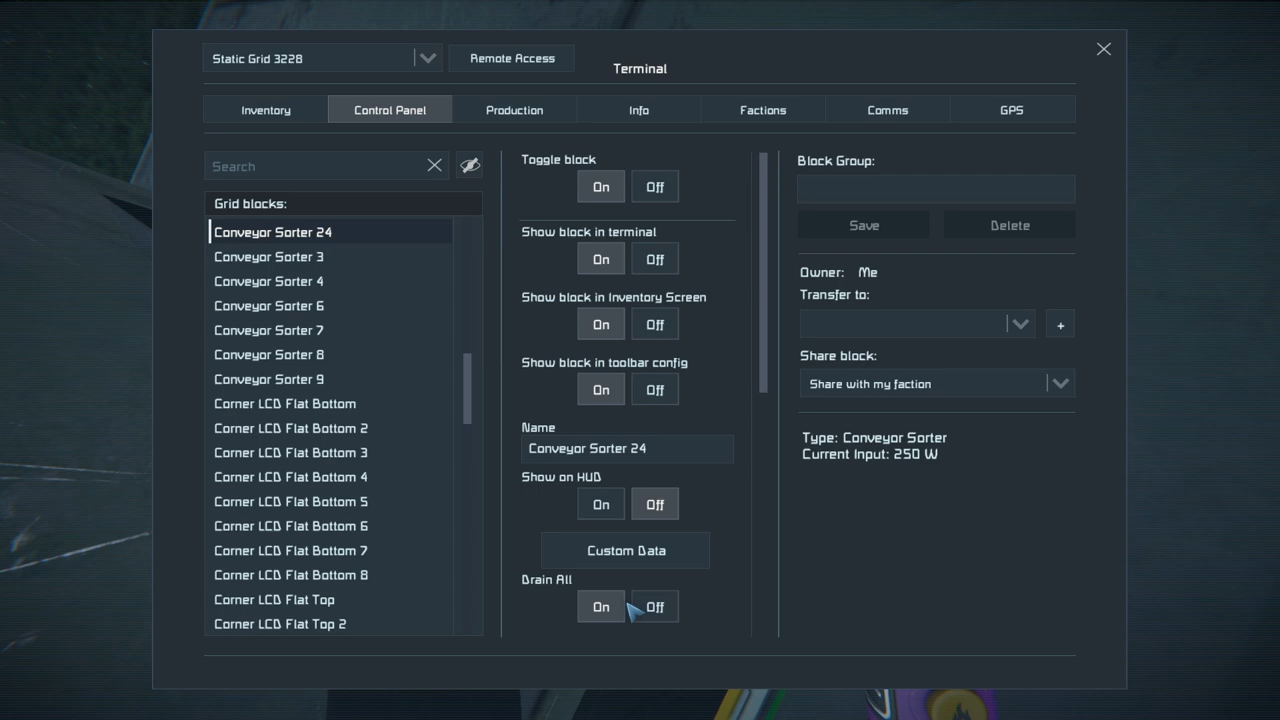 Static Grid 3228
Remote Access
Terminal
Inventory
Control Panel
Production
Info
Factions
Comms
GPS
Search
Grid blocks:
Conveyor Sorter 24
Conveyor Sorter 3
Conveyor Sorter 4
Conveyor Sorter 6
Conveyor Sorter 7
Conveyor Sorter 8
Conveyor Sorter 9
Corner LCD Flat Bottom
Corner LCD Flat Bottom 2
Corner LCD Flat Bottom 3
Corner LCD Flat Bottom 4
Corner LCD Flat Bottom 5
Corner LCD Flat Bottom 6
Corner LCD Flat Bottom 7
Corner LCD Flat Bottom 8
Corner LCD Flat Top
Corner LCD Flat Top 2
Toggle block
On Off
Show block in terminal
On Off
Show block in Inventory Screen
On Off
Show block in toolbar config
On Off
Name
Conveyor Sorter 24
Show on HUD
On Off
Custom Data
Drain All
On Off
Block Group:
Save Delete
Owner: Me
Transfer to:
+
Share block:
Share with my faction
Type: Conveyor Sorter
Current Input: 250 W